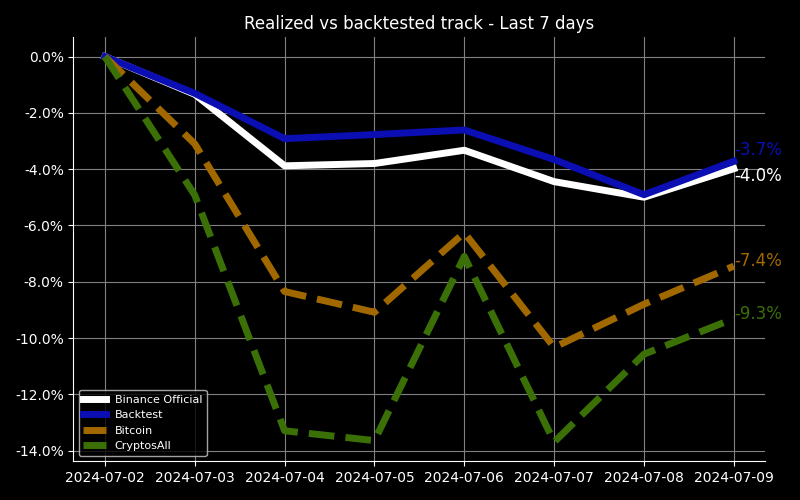 Realized vs backtested track - Last 7 days
0.0%
-2.0%
-4.0%
-6.0%
-8.0%
-10.0%
-12.0%
-14.0%
-3.7%
-4.0%
-7.4%
-9.3%
Binance Official
Backtest
Bitcoin
CryptosAll
2024-07-02 2024-07-03 2024-07-04 2024-07-05 2024-07-06 2024-07-07 2024-07-08 2024-07-09